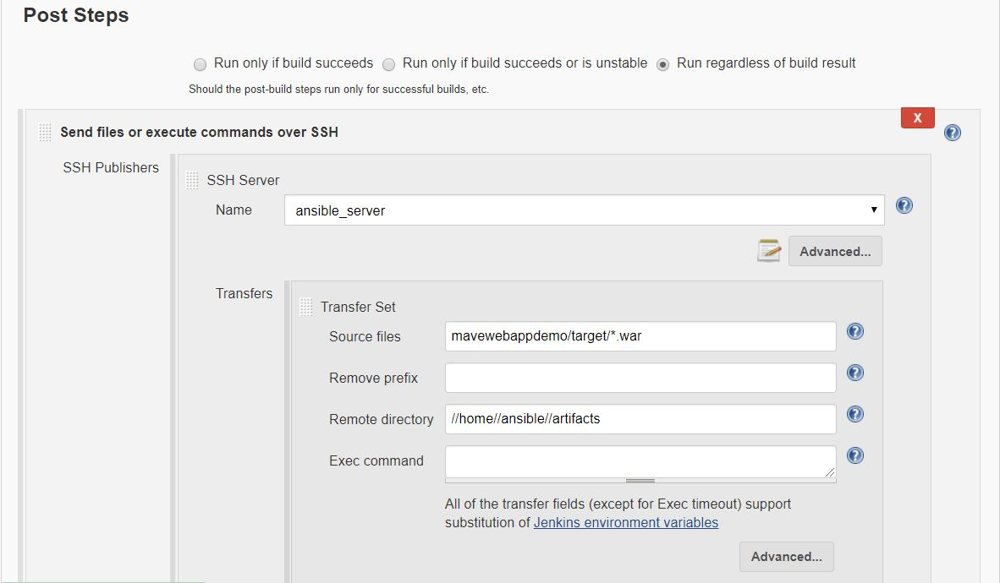 Post Steps
Run only if build succeeds Run only if build succeeds or is unstable Run regardless of build result
Should the post-build steps run only for successful builds, etc.
X
Send files or execute commands over SSH ?
SSH Publishers
SSH Server
Name ansible_server ?
Advanced...
Transfers
Transfer Set
Source files mavewebappdemo/target/*.war ?
Remove prefix ?
Remote directory //home//ansible//artifacts ?
Exec command ?
All of the transfer fields (except for Exec timeout) support
substitution of Jenkins environment variables
Advanced...